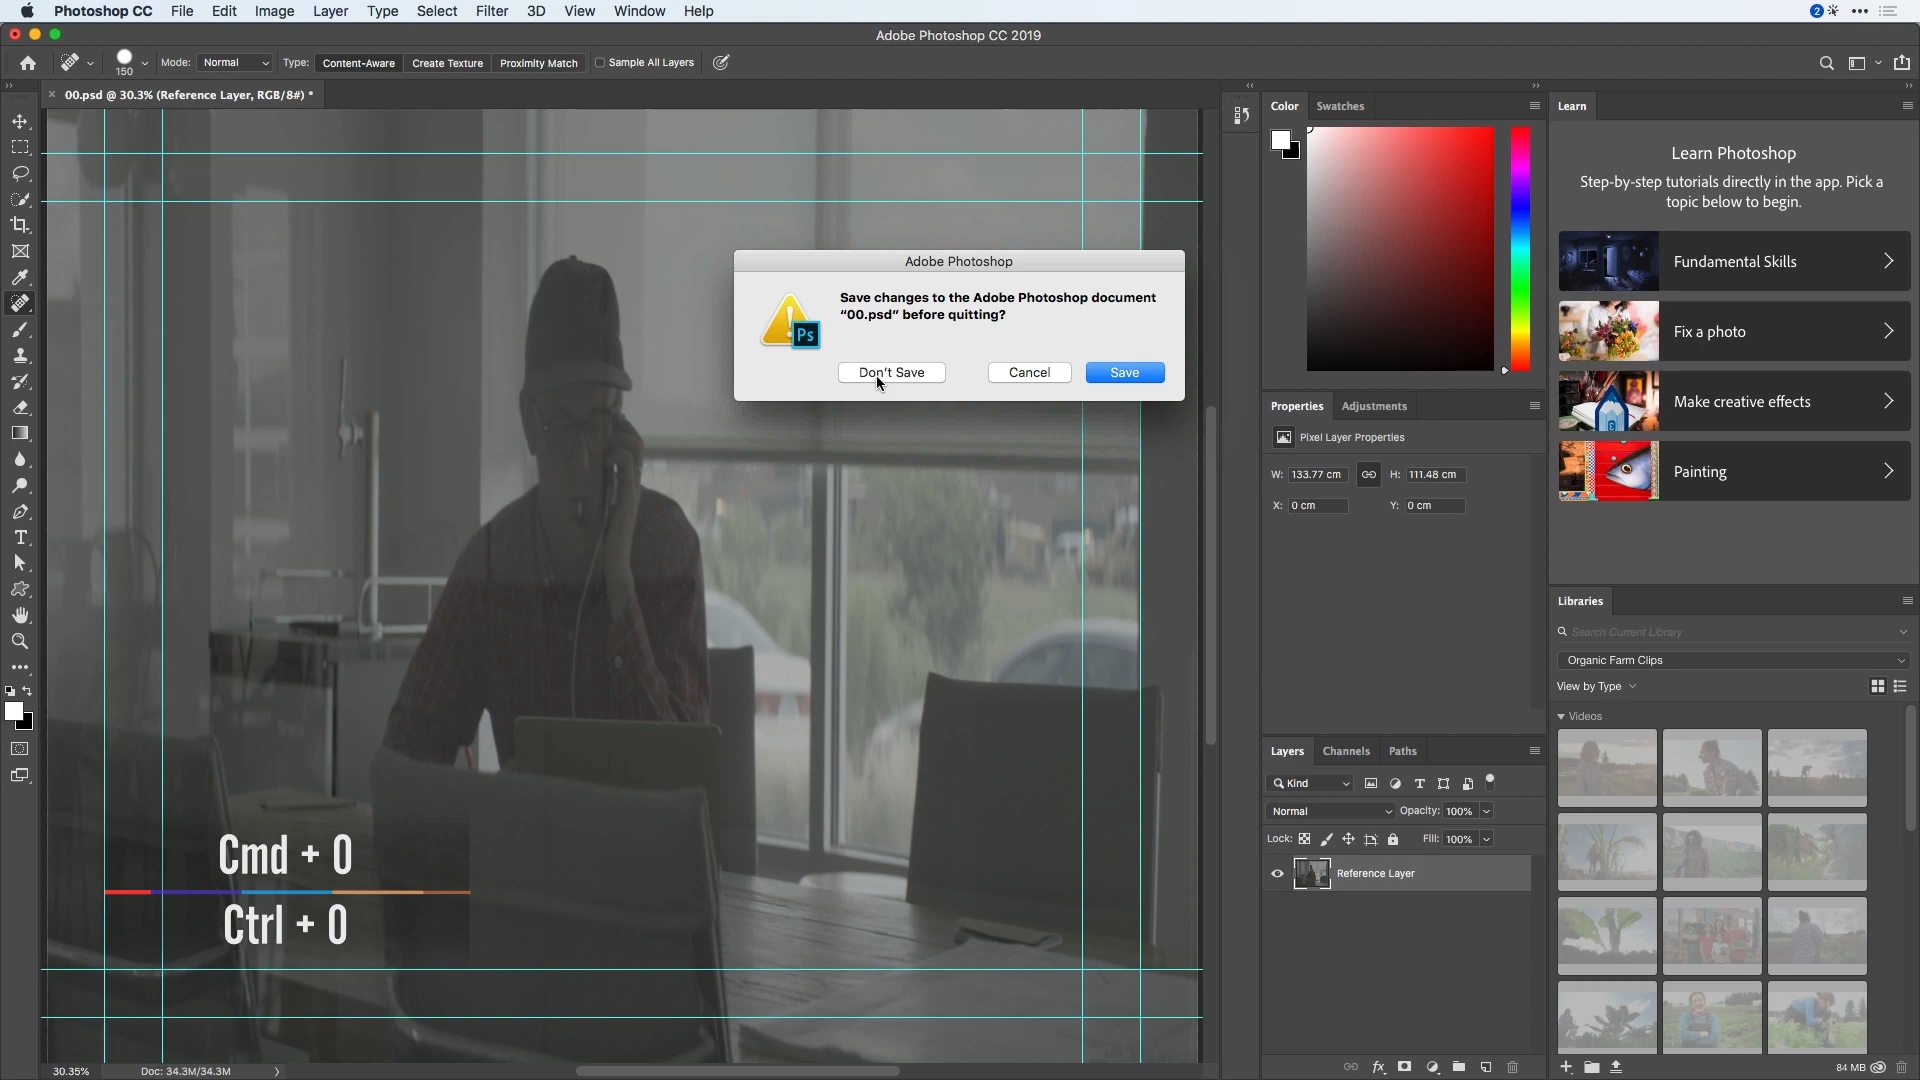 Photoshop CC File Edit Image Layer Type Select Filter 3D View Window Help
2
Adobe Photoshop CC 2019
150
Mode: Normal
Type: Content-Aware Create Texture Proximity Match
Sample All Layers
00.psd @ 30.3% (Reference Layer, RGB/8#) *
Adobe Photoshop
Save changes to the Adobe Photoshop document
“00.psd” before quitting?
Ps
Don’t Save
Cancel
Save
Cmd + 0
Ctrl + 0
30.35%
Doc: 34.3M/34.3M
Color Swatches
Properties Adjustments
Pixel Layer Properties
W: 133.77 cm H: 111.48 cm
X: 0 cm Y: 0 cm
Layers Channels Paths
Kind
Normal Opacity: 100%
Lock: Fill: 100%
Reference Layer
fx
Learn
Learn Photoshop
Step-by-step tutorials directly in the app. Pick a
topic below to begin.
Fundamental Skills
Fix a photo
Make creative effects
Painting
Libraries
Search Current Library
Organic Farm Clips
View by Type
Videos
84 MB